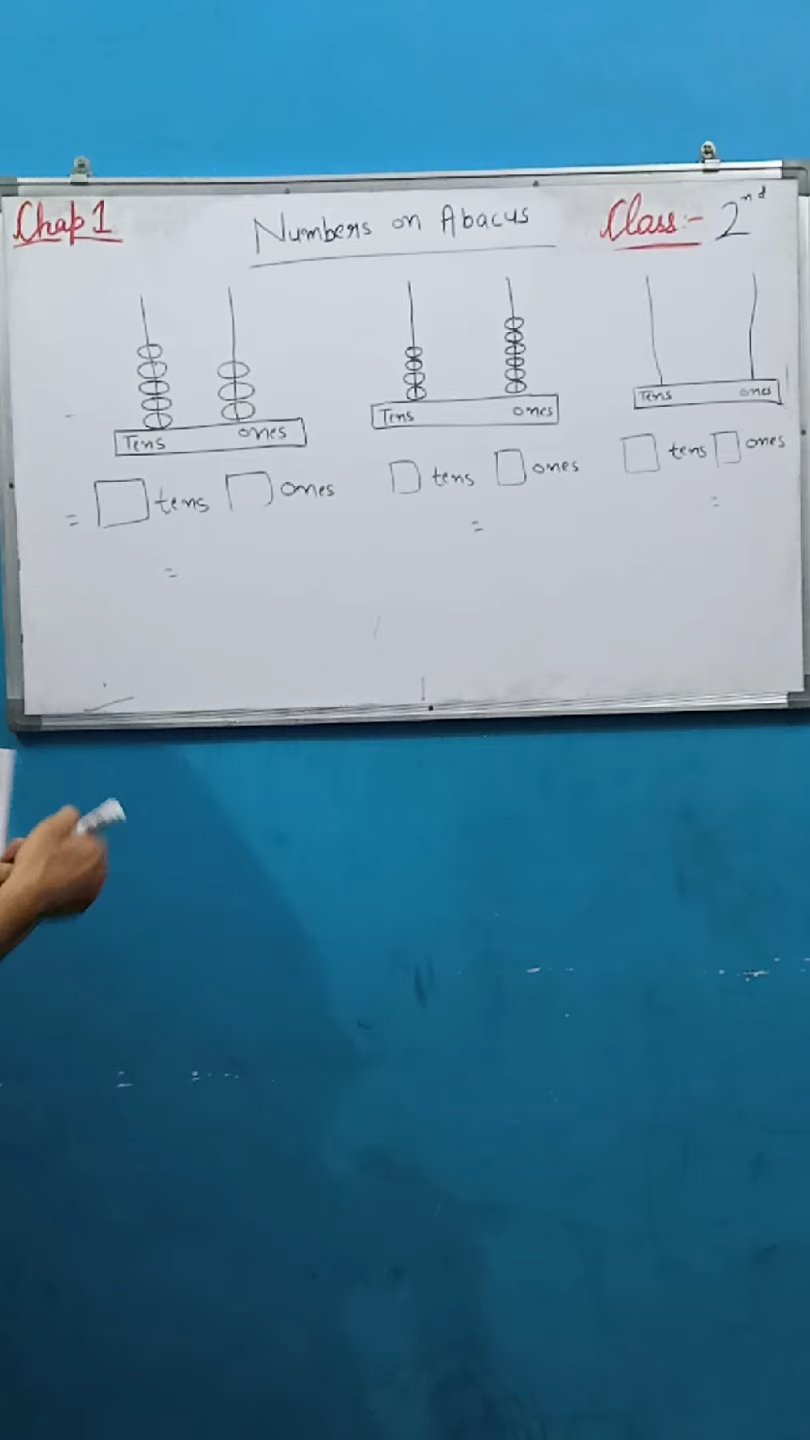 Chap 1
Numbers on Abacus
Class:- 2nd
Tens ones
Tens ones
Tens ones
= tens ones
tens ones
tens ones
=
=
=